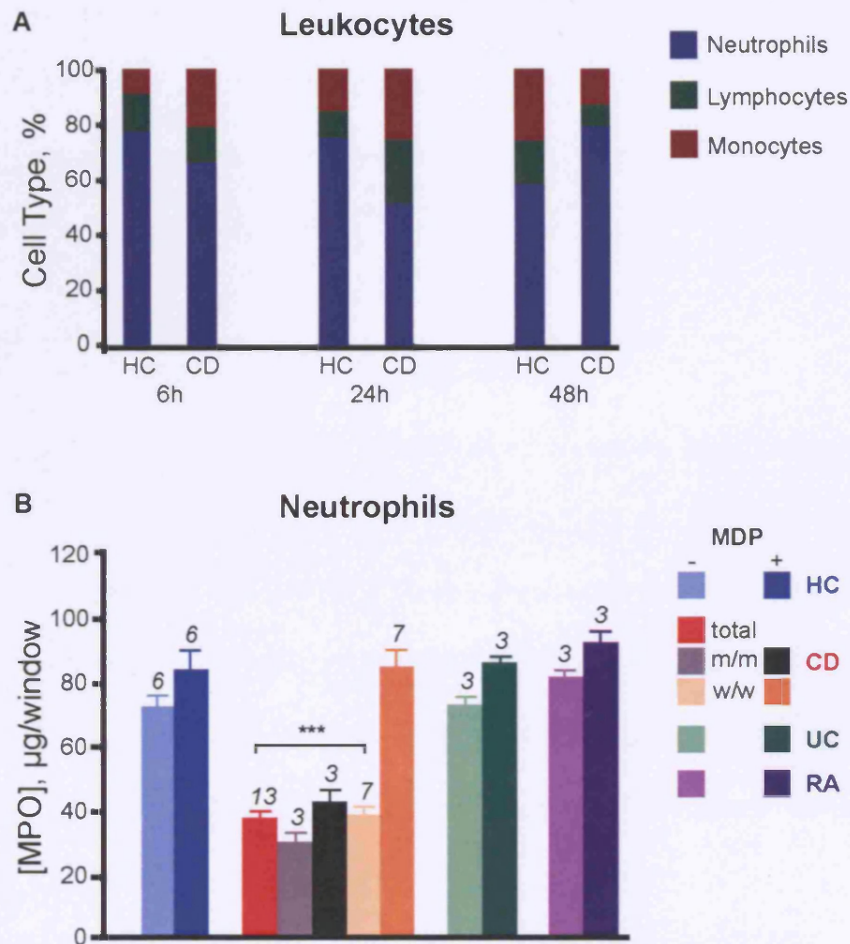 A
Leukocytes
Neutrophils
Lymphocytes
Monocytes
Cell Type, %
100
80
60
40
20
0
HC CD HC CD HC CD
6h 24h 48h
B
Neutrophils
MDP
- +
HC
total
m/m CD
w/w
UC
RA
[MPO], µg/window
120
100
80
60
40
20
0
6 6
13 3 3 7 7
***
3 3
3 3